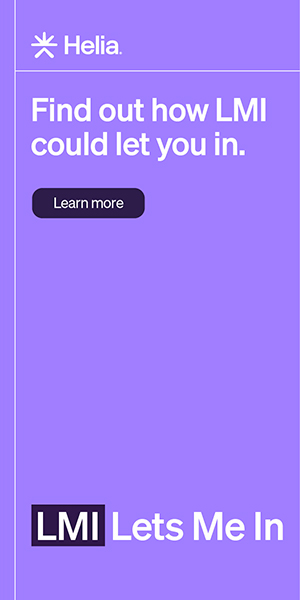 Helia.
Find out how LMI
could let you in.
Learn more
LMI Lets Me In